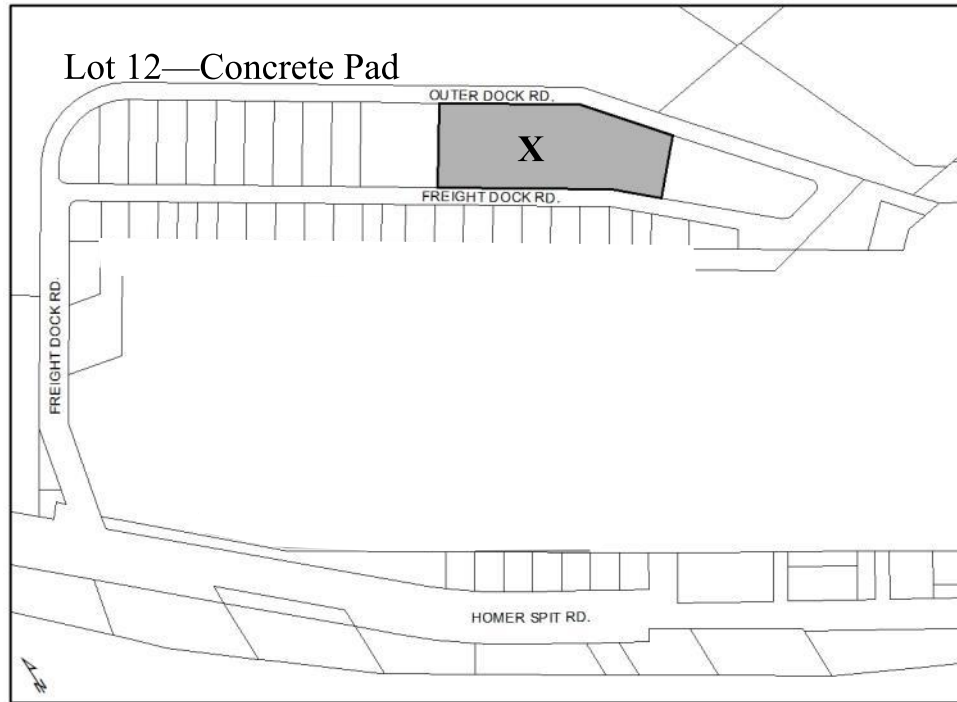 Lot 12—Concrete Pad
OUTER DOCK RD.
X
FREIGHT DOCK RD.
FREIGHT DOCK RD.
HOMER SPIT RD.
N